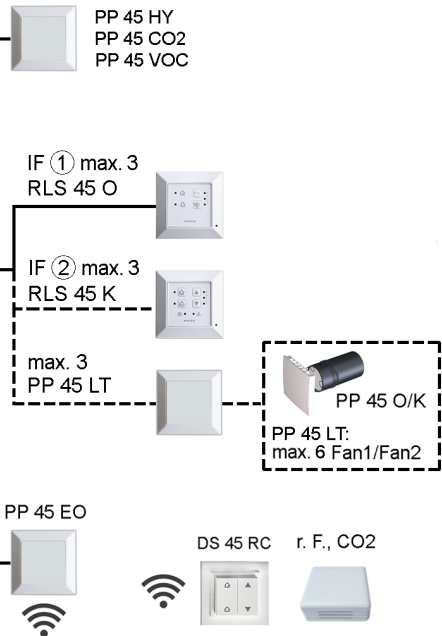 PP 45 HY
PP 45 CO2
PP 45 VOC
IF ① max. 3
RLS 45 O
IF ② max. 3
RLS 45 K
max. 3
PP 45 LT
PP 45 O/K
PP 45 LT:
max. 6 Fan1/Fan2
PP 45 EO
DS 45 RC
r. F., CO2